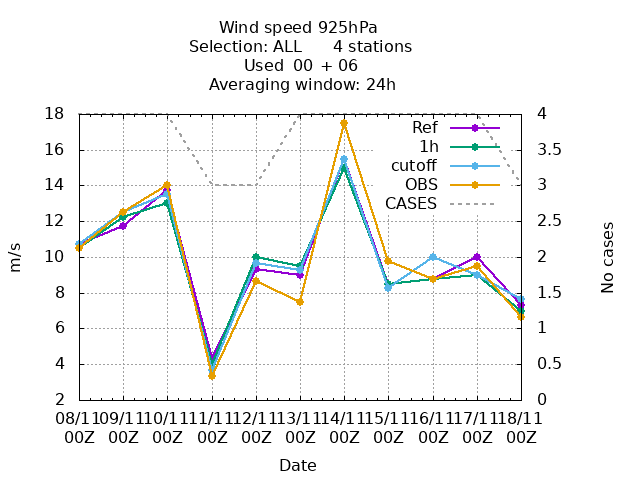 Wind speed 925hPa
Selection: ALL      4 stations
Used  00 + 06
Averaging window: 24h
18 4
Ref
16 3.5
1h
cutoff
14 3
OBS
CASES
12 2.5
10 2
m/s
No cases
8 1.5
6 1
4 0.5
2 0
08/11 09/11 10/11 11/11 12/11 13/11 14/11 15/11 16/11 17/11 18/11
00Z 00Z 00Z 00Z 00Z 00Z 00Z 00Z 00Z 00Z 00Z
Date